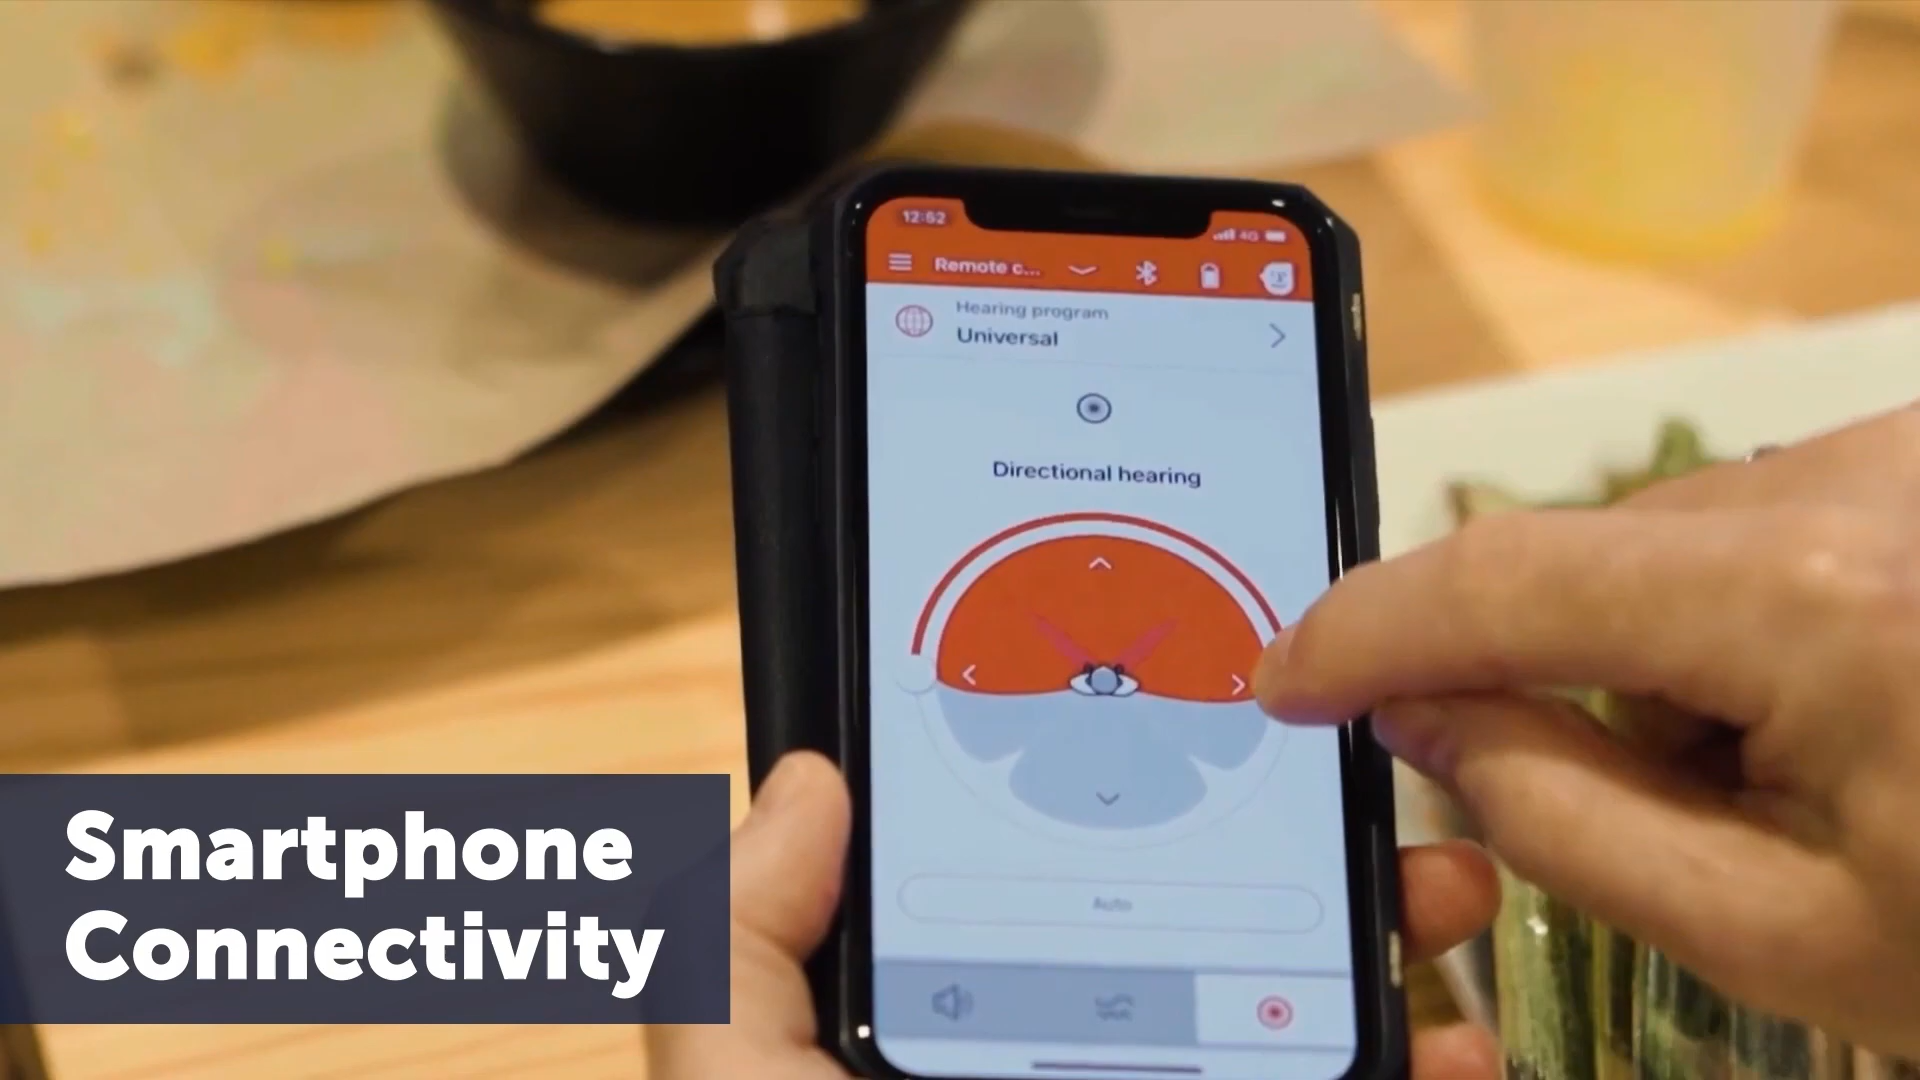 12:52
4G
Remote c...
Hearing program
Universal
Directional hearing
Auto
Smartphone
Connectivity